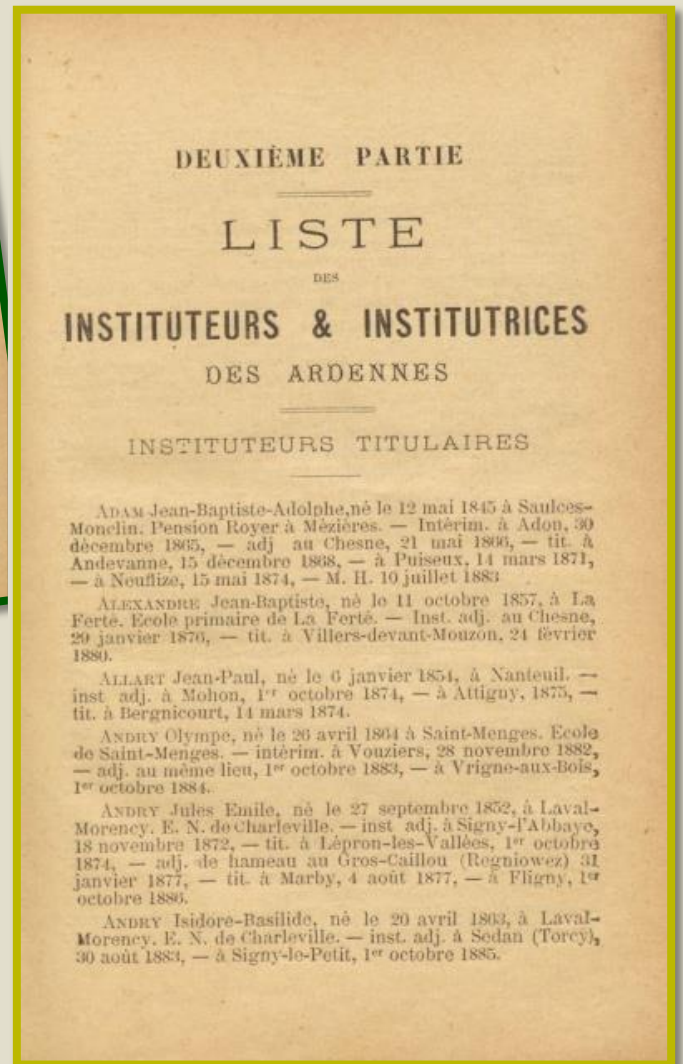 DEUXIÈME PARTIE
LISTE
DES
INSTITUTEURS & INSTITUTRICES
DES ARDENNES
INSTITUTEURS TITULAIRES
ADAM Jean-Baptiste-Adolphe, né le 12 mai 1845 à Saulces-
Monclin. Pension Royer à Mézières. — Intérim. à Adon, 30
décembre 1865, — adj au Chesne, 21 mai 1866, — tit. à
Andevanne, 15 décembre 1868, — à Puiseux, 14 mars 1871,
— à Neuflize, 15 mai 1874, — M. H. 10 juillet 1883
ALEXANDRE Jean-Baptiste, né le 11 octobre 1857, à La
Ferté. Ecole primaire de La Ferté. — Inst. adj. au Chesne,
29 janvier 1876, — tit. à Villers-devant-Mouzon, 24 février
1880.
ALLART Jean-Paul, né le 6 janvier 1854, à Nanteuil. —
inst adj. à Mohon, 1er octobre 1874, — à Attigny, 1875, —
tit. à Bergnicourt, 14 mars 1874.
ANDRY Olympe, né le 26 avril 1864 à Saint-Menges. Ecole
de Saint-Menges. — intérim. à Vouziers, 28 novembre 1882,
— adj. au même lieu, 1er octobre 1883, — à Vrigne-aux-Bois,
1er octobre 1884.
ANDRY Jules Emile, né le 27 septembre 1852, à Laval-
Morency. E. N. de Charleville. — inst adj. à Signy-l'Abbaye,
18 novembre 1872, — tit. à Lépron-les-Vallées, 1er octobre
1874, — adj. de hameau au Gros-Caillou (Regniowez) 31
janvier 1877, — tit. à Marby, 4 août 1877, — à Fligny, 1er
octobre 1886.
ANDRY Isidore-Basilide, né le 20 avril 1863, à Laval-
Morency. E. N. de Charleville. — inst. adj. à Sedan (Torcy),
30 août 1883, — à Signy-le-Petit, 1er octobre 1885.